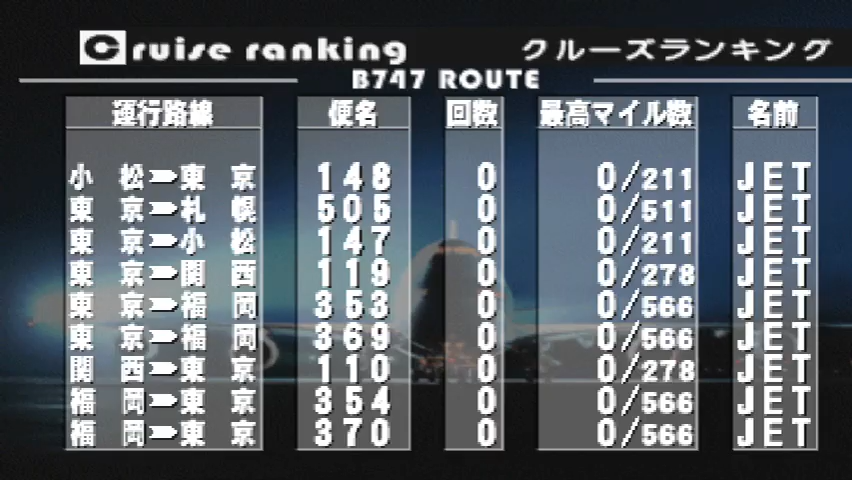 Cruise ranking クルーズランキング
B747 ROUTE
運行路線 便名 回数 最高マイル数 名前
小松➡東京 148 0 0/211 JET
東京➡札幌 505 0 0/511 JET
東京➡小松 147 0 0/211 JET
東京➡関西 119 0 0/278 JET
東京➡福岡 353 0 0/566 JET
東京➡福岡 369 0 0/566 JET
関西➡東京 110 0 0/278 JET
福岡➡東京 354 0 0/566 JET
福岡➡東京 370 0 0/566 JET